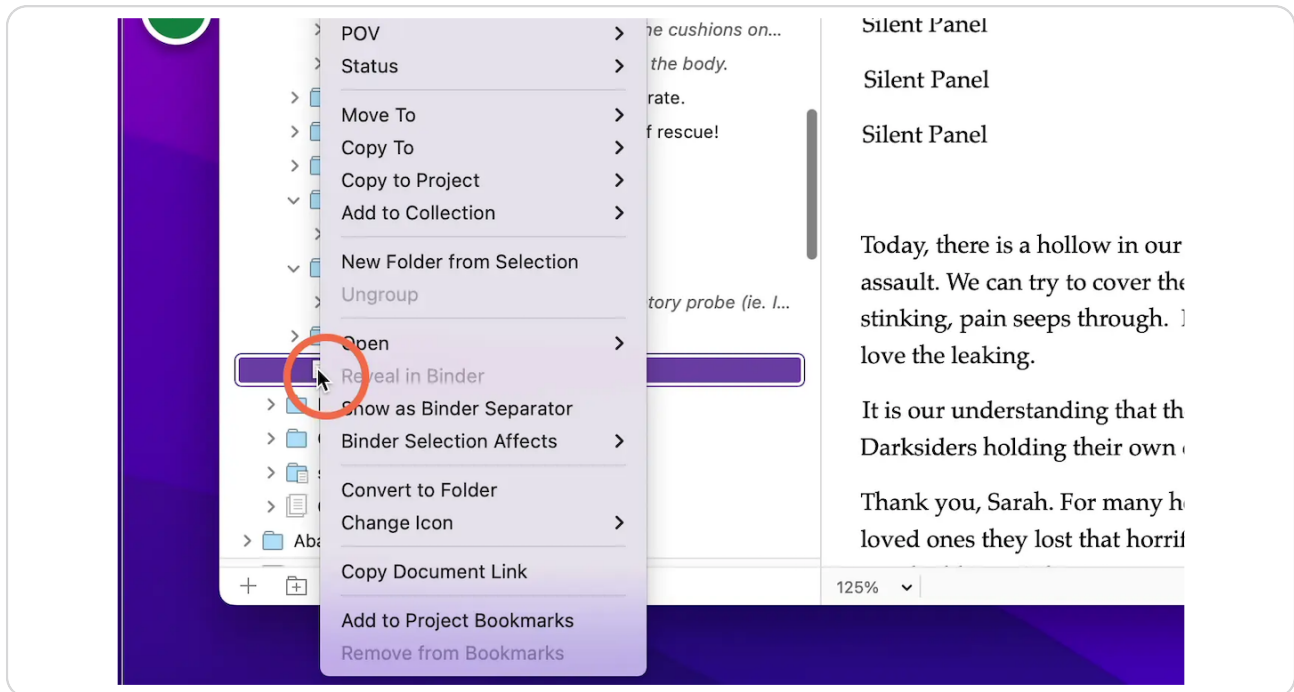 POV
Status
Move To
Copy To
Copy to Project
Add to Collection
New Folder from Selection
Ungroup
Open
Reveal in Binder
Show as Binder Separator
Binder Selection Affects
Convert to Folder
Change Icon
Copy Document Link
Add to Project Bookmarks
Remove from Bookmarks
cushions on...
the body.
rate.
f rescue!
tory probe (ie. I...
Aba
Silent Panel
Silent Panel
Silent Panel
Today, there is a hollow in our
assault. We can try to cover the
stinking, pain seeps through.
love the leaking.
It is our understanding that th
Darksiders holding their own
Thank you, Sarah. For many h
loved ones they lost that horrif
125%